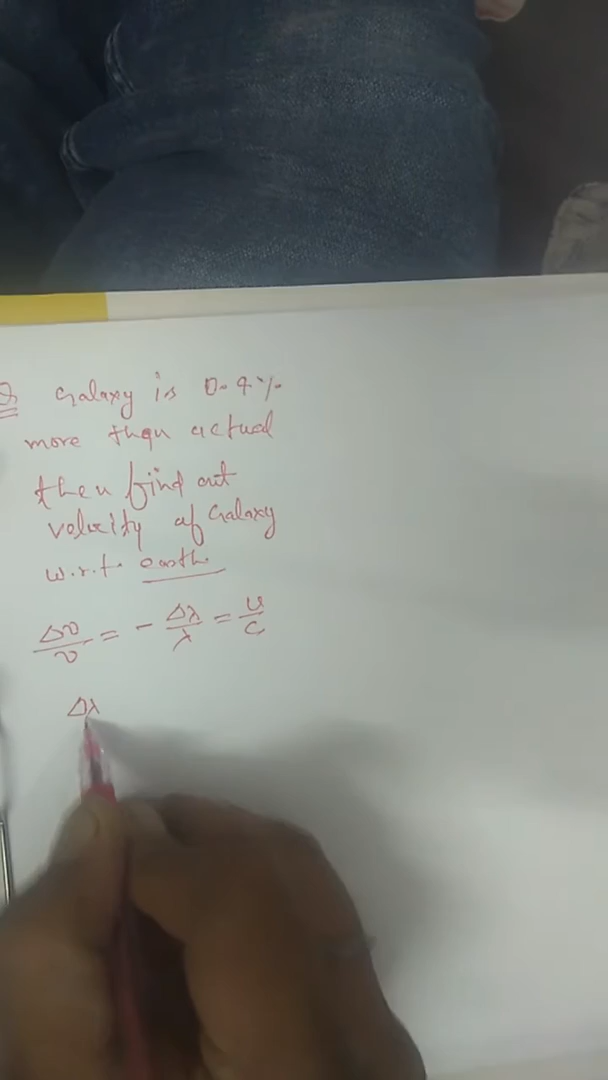 Q Galaxy is 0.4%
more than actual
then find out
velocity of Galaxy
w.r.t. earth.
Δν/ν = - Δλ/λ = u/c
Δλ